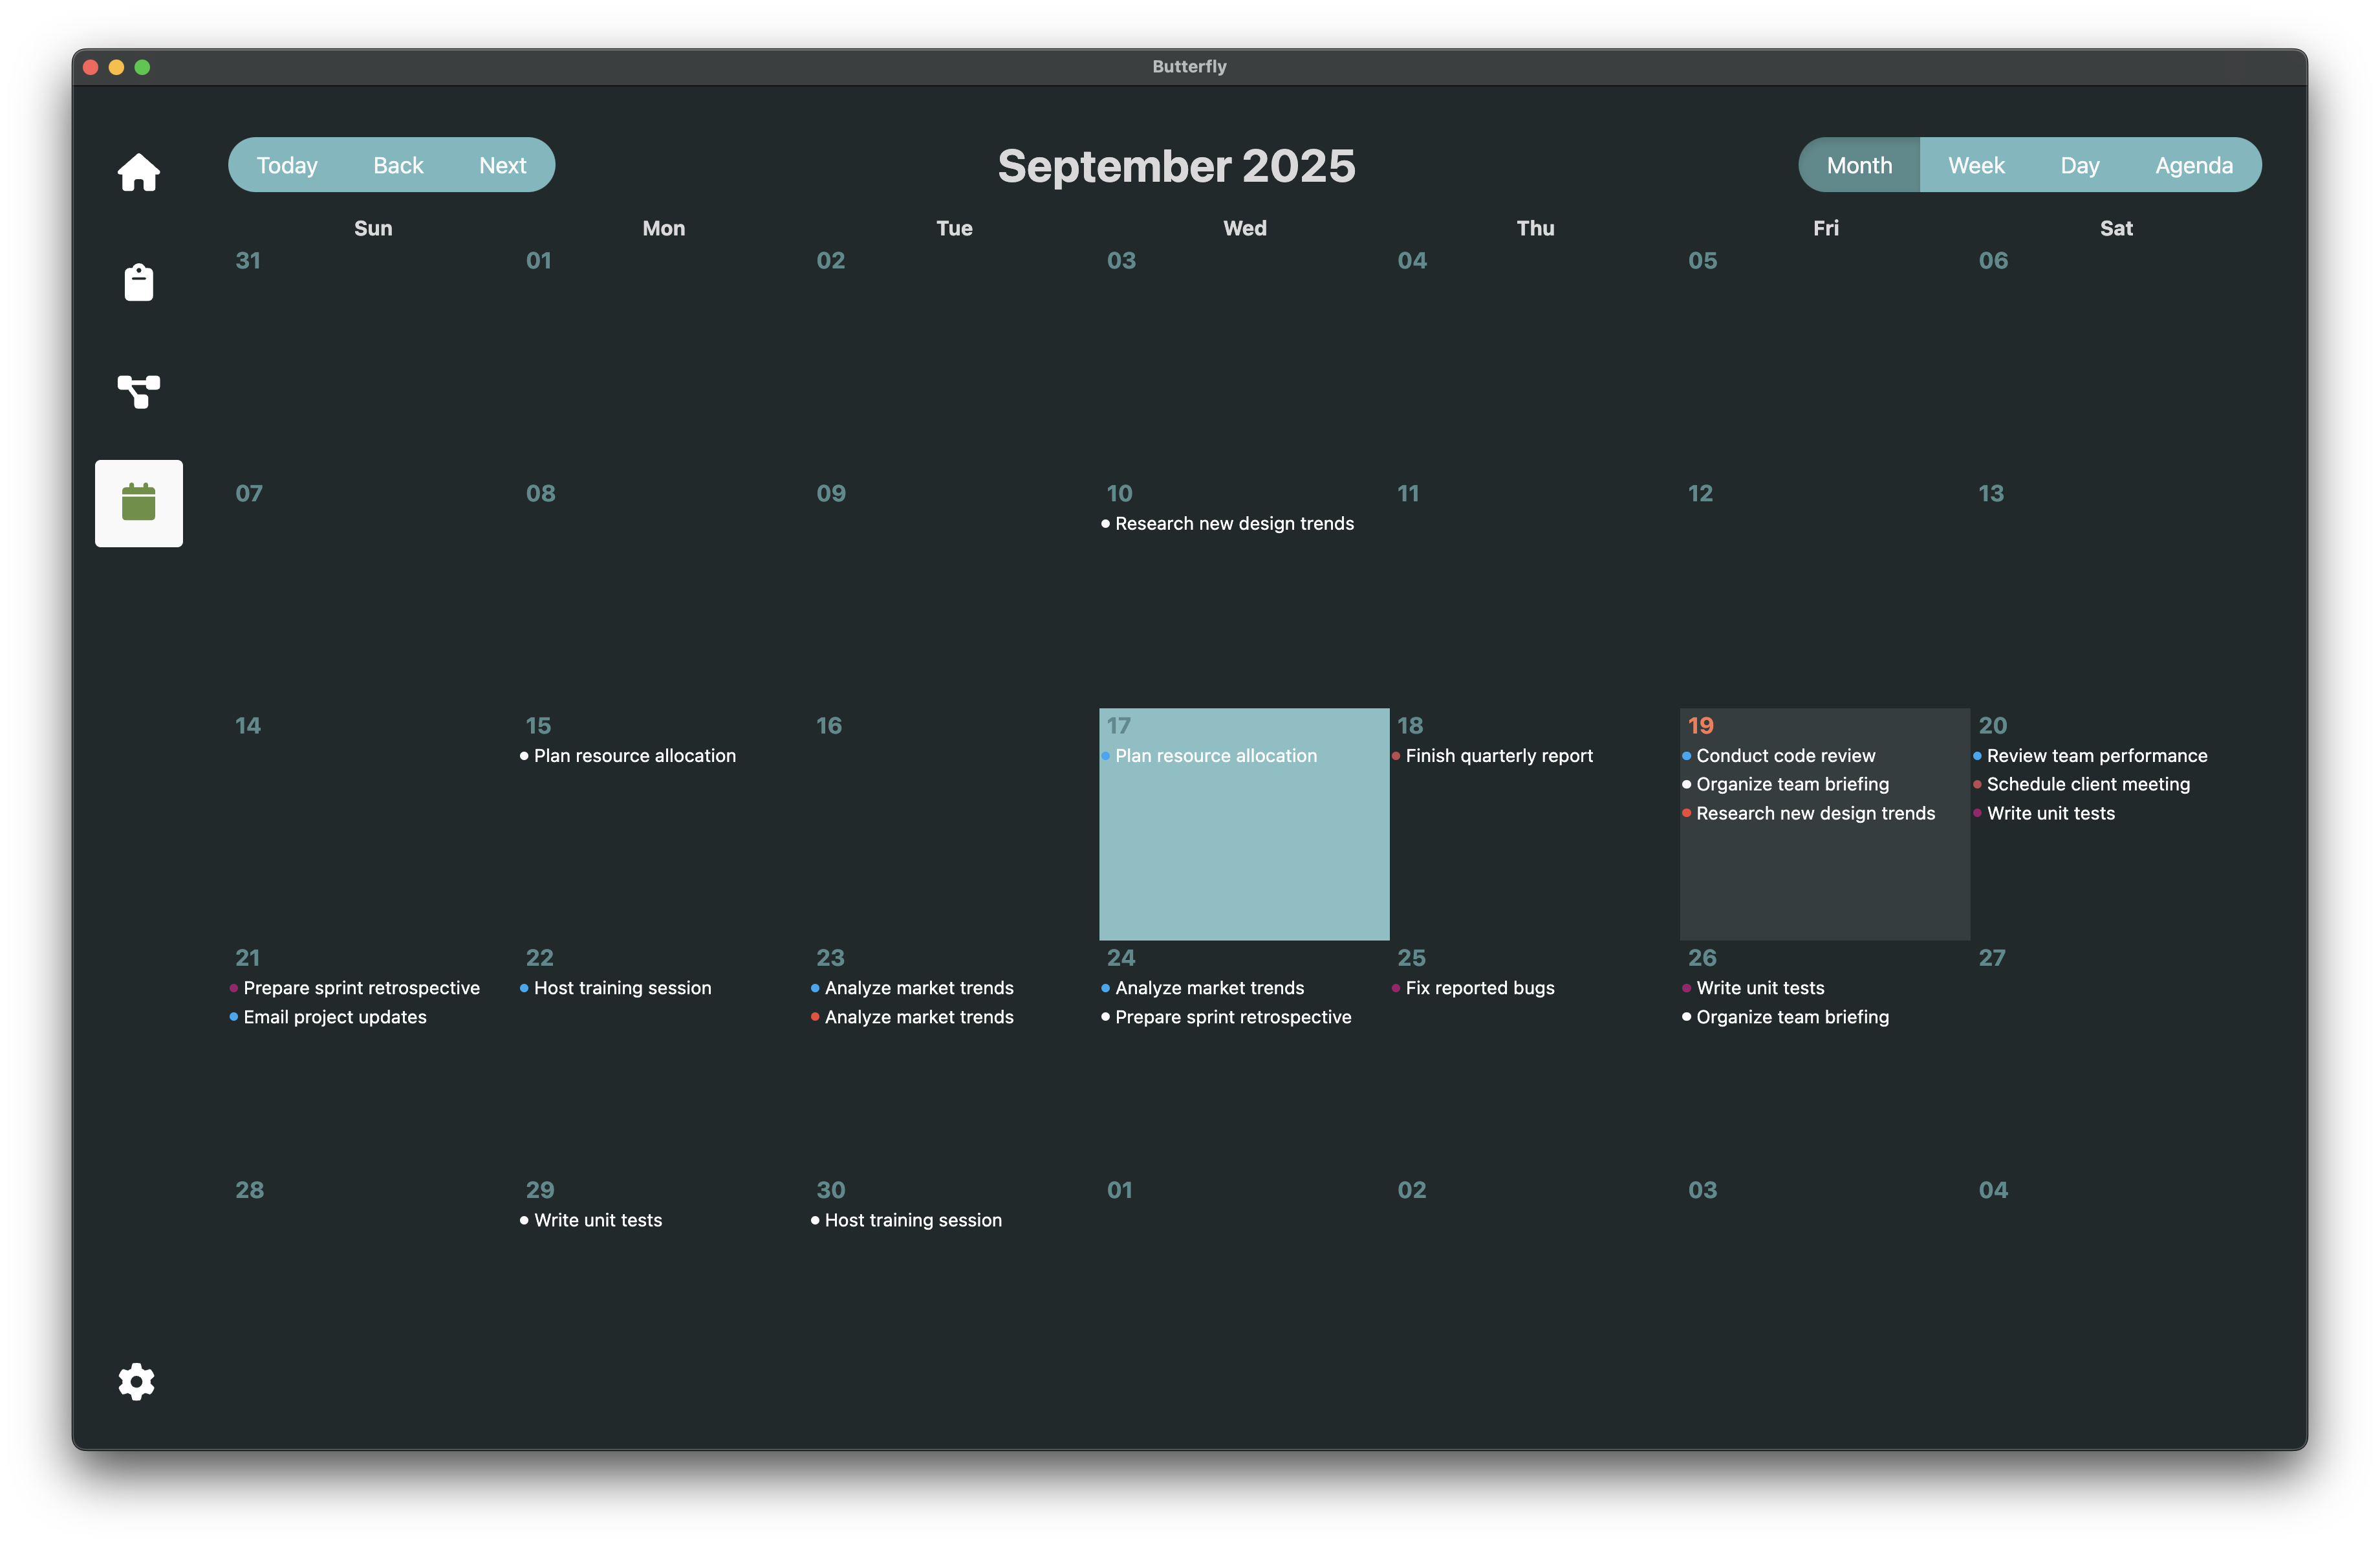 Butterfly
Today Back Next
September 2025
Month Week Day Agenda
Sun Mon Tue Wed Thu Fri Sat
31 01 02 03 04 05 06
07 08 09 10 11 12 13
Research new design trends
14 15 16 17 18 19 20
Plan resource allocation Plan resource allocation Finish quarterly report Conduct code review Review team performance
Organize team briefing Schedule client meeting
Research new design trends Write unit tests
21 22 23 24 25 26 27
Prepare sprint retrospective Host training session Analyze market trends Analyze market trends Fix reported bugs Write unit tests
Email project updates Analyze market trends Prepare sprint retrospective Organize team briefing
28 29 30 01 02 03 04
Write unit tests Host training session